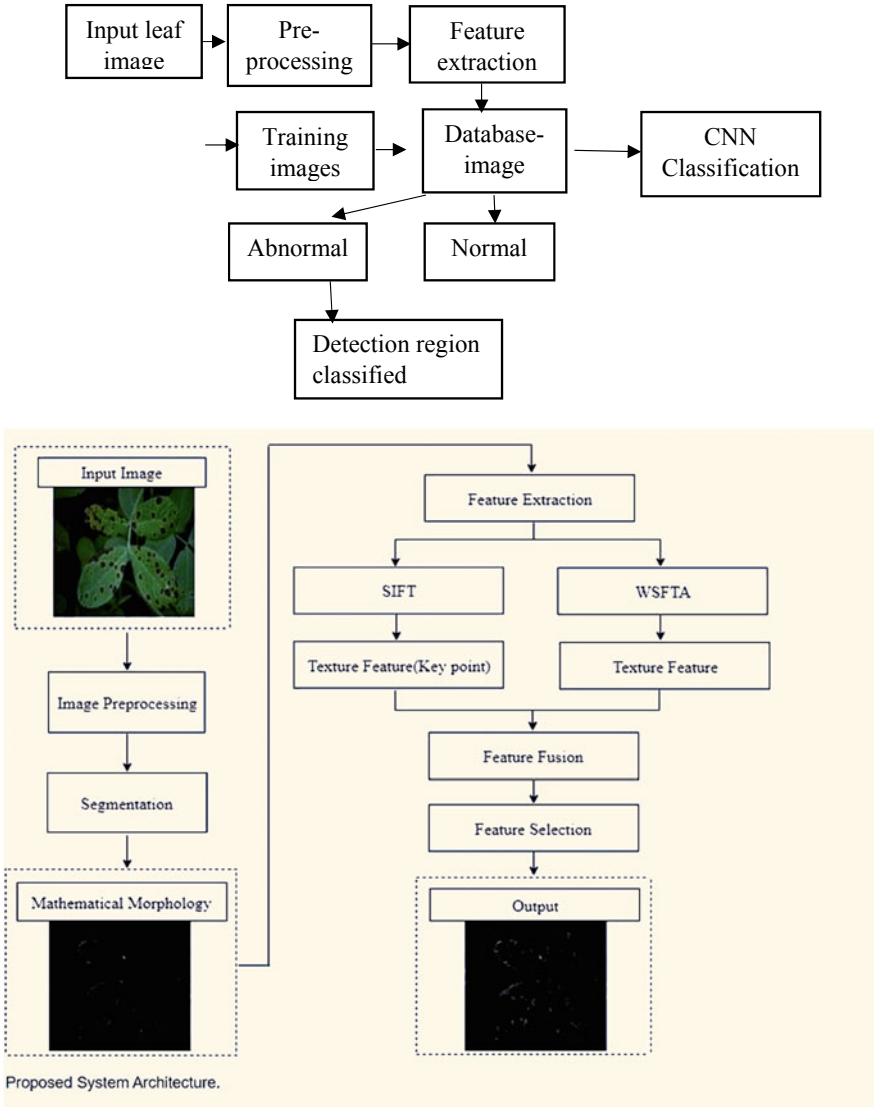 Input leaf
image
Pre-
processing
Feature
extraction
Training
images
Database-
image
CNN
Classification
Abnormal
Normal
Detection region
classified
Input Image
Image Preprocessing
Segmentation
Mathematical Morphology
Feature Extraction
SIFT
WSFTA
Texture Feature(Key point)
Texture Feature
Feature Fusion
Feature Selection
Output
Proposed System Architecture.